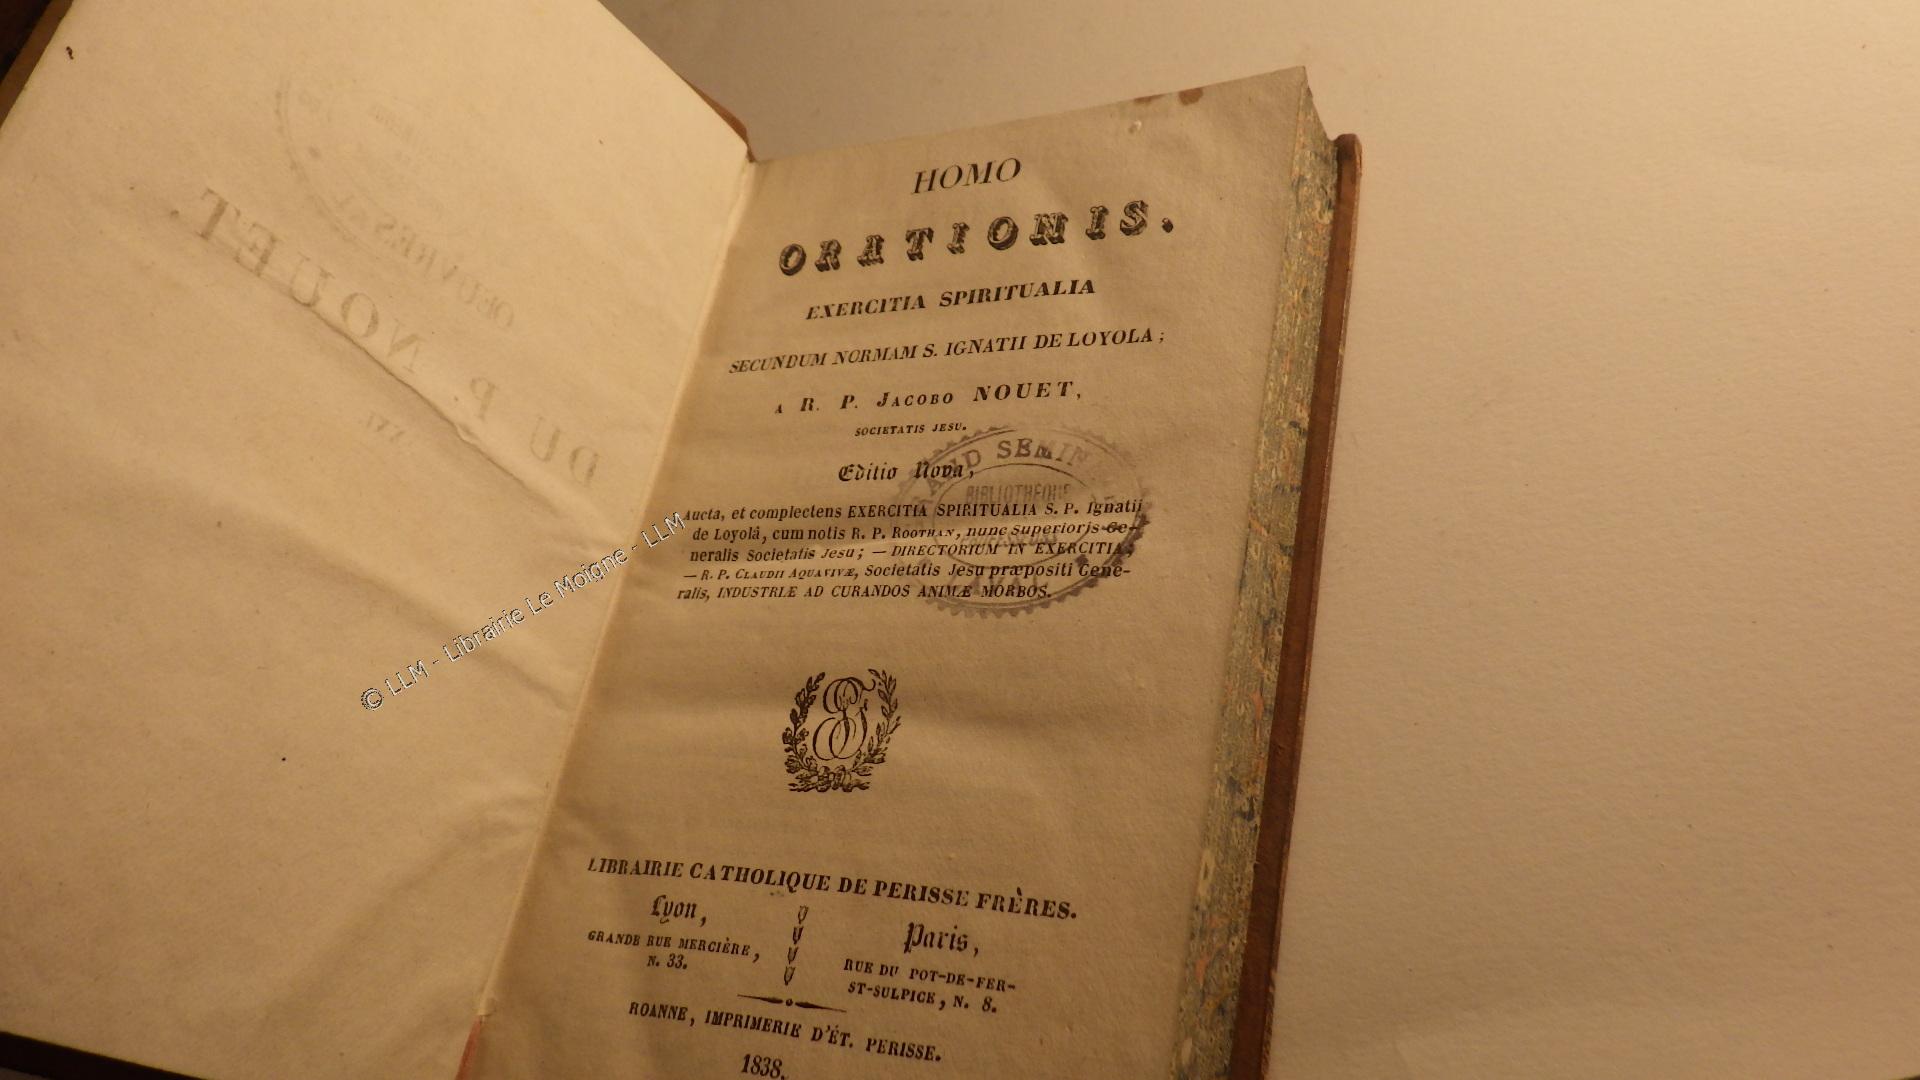 OEUVRES
DU P. NOUET.
XVI.
HOMO
ORATIONIS.
EXERCITIA SPIRITUALIA
SECUNDUM NORMAM S. IGNATII DE LOYOLA ;
A R. P. JACOBO NOUET,
SOCIETATIS JESU.
Editio Nova,
Aucta, et complectens EXERCITIA SPIRITUALIA S. P. Ignatii
de Loyolâ, cum notis R. P. ROOTHAN, nunc Superioris Ge-
neralis Societatis Jesu ; — DIRECTORIUM IN EXERCITIA ;
— R. P. CLAUDII AQUAVIVÆ, Societatis Jesu præpositi Gene-
ralis, INDUSTRIÆ AD CURANDOS ANIMÆ MORBOS.
GRAND SEMIN
BIBLIOTHÈQUE
LIBRAIRIE CATHOLIQUE DE PERISSE FRÈRES.
Lyon,
GRANDE RUE MERCIÈRE,
N. 33.
Paris,
RUE DU POT-DE-FER-
ST-SULPICE, N. 8.
ROANNE, IMPRIMERIE D'ÉT. PERISSE.
1838.
© LLM - Librairie Le Moigne - LLM